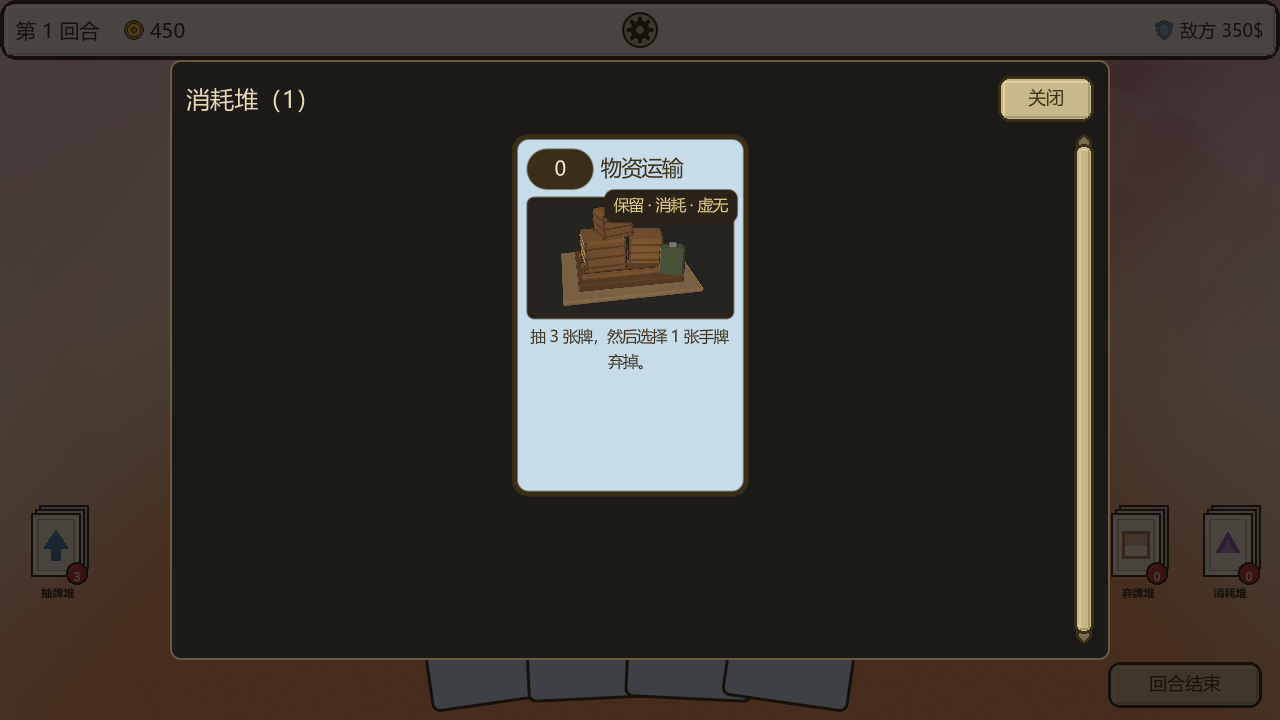 第 1 回合
450
敌方 350$
消耗堆（1）
关闭
0
物资运输
保留 · 消耗 · 虚无
抽 3 张牌，然后选择 1 张手牌
弃掉。
3
抽牌堆
0
弃牌堆
0
消耗堆
回合结束